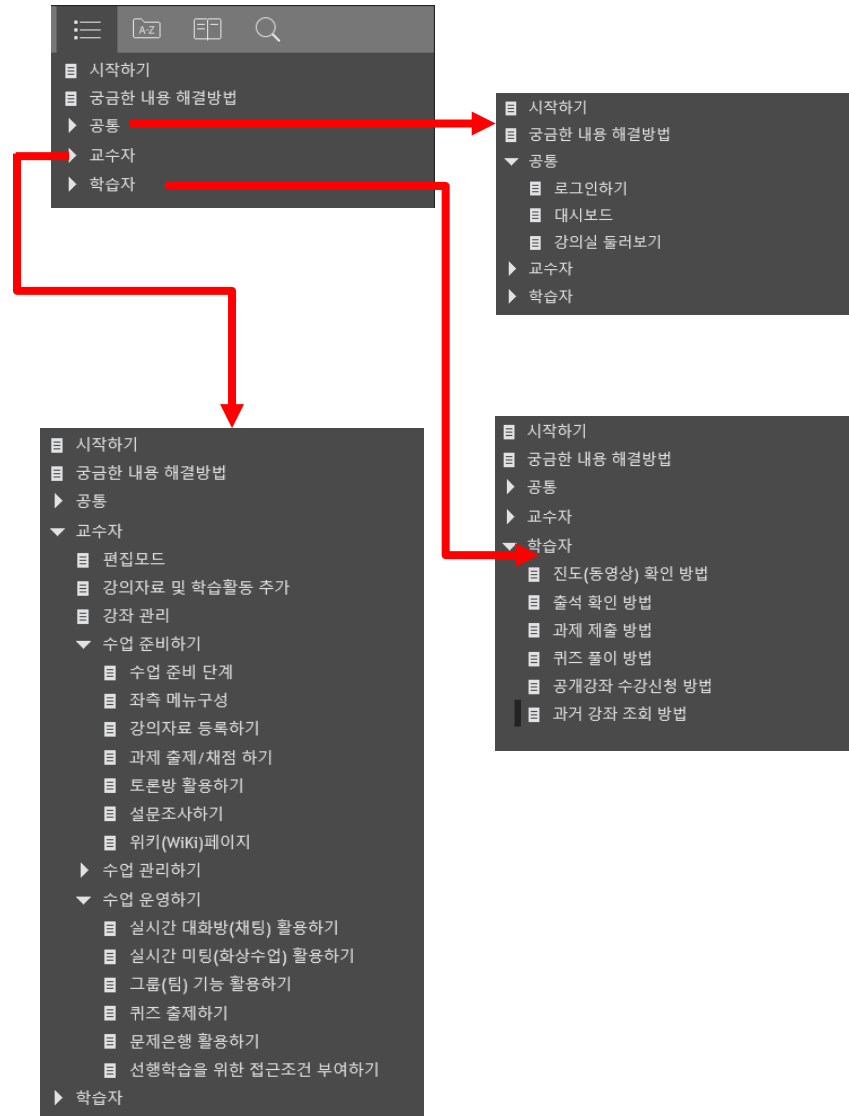 A-Z
시작하기
궁금한 내용 해결방법
공통
교수자
학습자
시작하기
궁금한 내용 해결방법
공통
로그인하기
대시보드
강의실 둘러보기
교수자
학습자
시작하기
궁금한 내용 해결방법
공통
교수자
편집모드
강의자료 및 학습활동 추가
강좌 관리
수업 준비하기
수업 준비 단계
좌측 메뉴구성
강의자료 등록하기
과제 출제/채점 하기
토론방 활용하기
설문조사하기
위키(WiKi)페이지
수업 관리하기
수업 운영하기
실시간 대화방(채팅) 활용하기
실시간 미팅(화상수업) 활용하기
그룹(팀) 기능 활용하기
퀴즈 출제하기
문제은행 활용하기
선행학습을 위한 접근조건 부여하기
학습자
시작하기
궁금한 내용 해결방법
공통
교수자
학습자
진도(동영상) 확인 방법
출석 확인 방법
과제 제출 방법
퀴즈 풀이 방법
공개강좌 수강신청 방법
과거 강좌 조회 방법